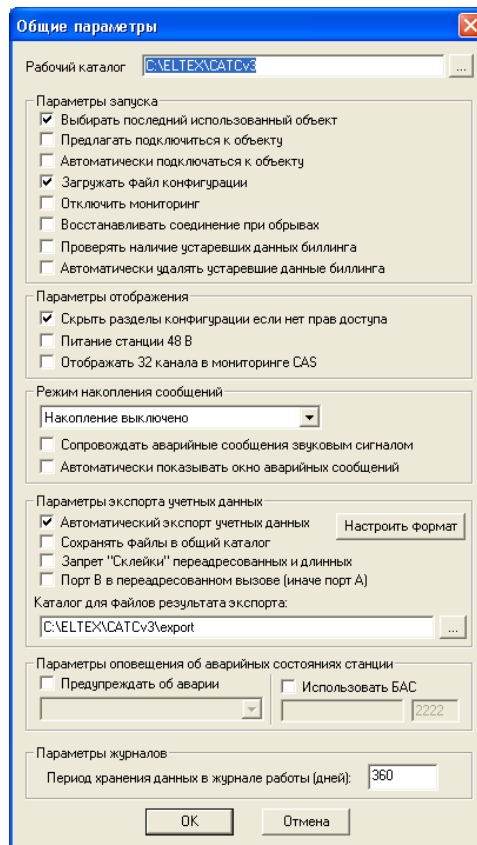 Общие параметры
Рабочий каталог C:\ELTEX\CATCv3 ...
Параметры запуска
Выбирать последний использованный объект
Предлагать подключиться к объекту
Автоматически подключаться к объекту
Загружать файл конфигурации
Отключить мониторинг
Восстанавливать соединение при обрывах
Проверять наличие устаревших данных биллинга
Автоматически удалять устаревшие данные биллинга
Параметры отображения
Скрыть разделы конфигурации если нет прав доступа
Питание станции 48 В
Отображать 32 канала в мониторинге CAS
Режим накопления сообщений
Накопление выключено
Сопровождать аварийные сообщения звуковым сигналом
Автоматически показывать окно аварийных сообщений
Параметры экспорта учетных данных
Автоматический экспорт учетных данных Настроить формат
Сохранять файлы в общий каталог
Запрет "Склейки" переадресованных и длинных
Порт B в переадресованном вызове (иначе порт A)
Каталог для файлов результата экспорта:
C:\ELTEX\CATCv3\export ...
Параметры оповещения об аварийных состояниях станции
Предупреждать об аварии Использовать БАС
2222
Параметры журналов
Период хранения данных в журнале работы (дней): 360
OK Отмена